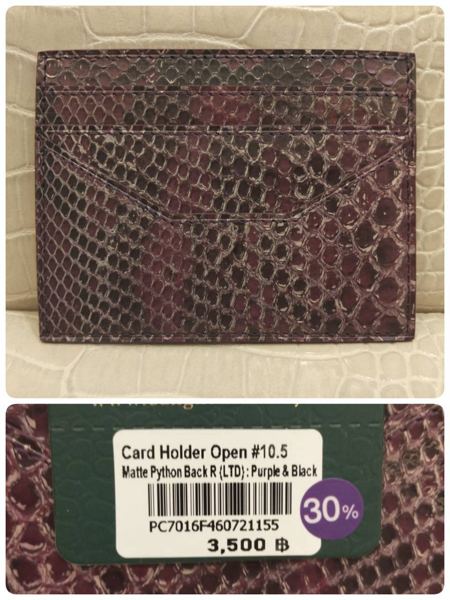 Card Holder Open #10.5
Matte Python Back R {LTD} : Purple & Black
PC7016F460721155
30%
3,500 ฿